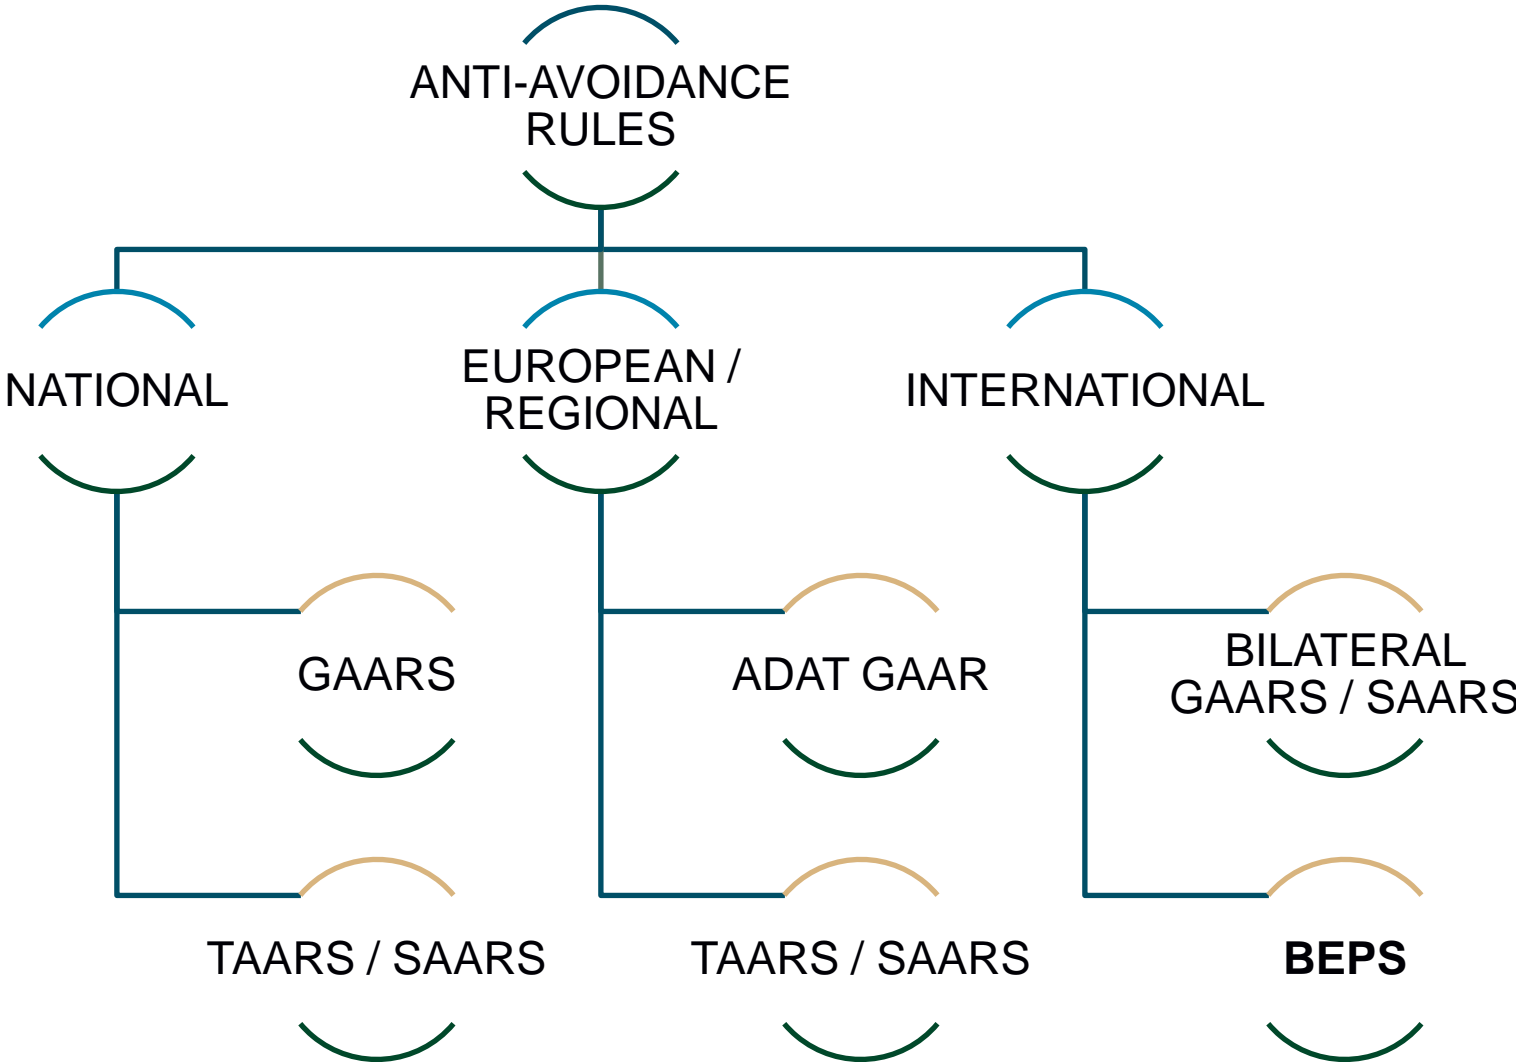 ANTI-AVOIDANCE
RULES
NATIONAL
EUROPEAN /
REGIONAL
INTERNATIONAL
GAARS
ADAT GAAR
BILATERAL
GAARS / SAARS
TAARS / SAARS
TAARS / SAARS
BEPS